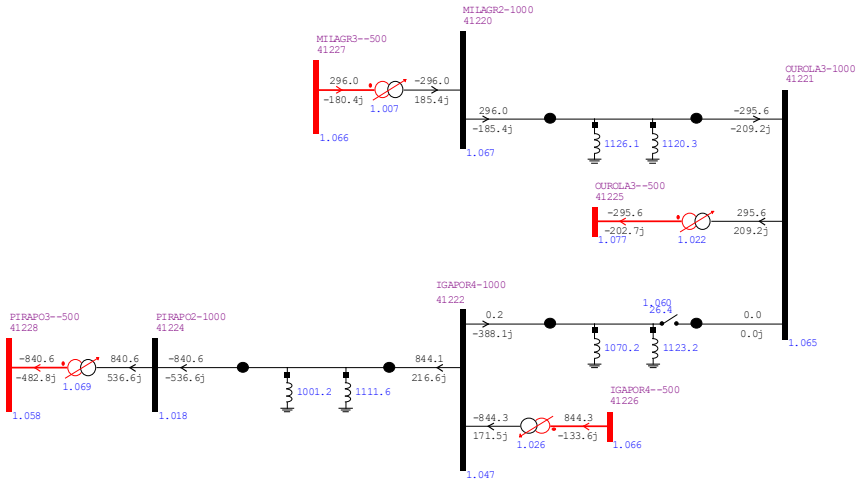 MILAGR2-1000
41220
MILAGR3--500
41227
OUROLA3-1000
41221
296.0
-296.0
-180.4j
185.4j
1.007
296.0
-185.4j
-295.6
-209.2j
1.066
1.067
1126.1
1120.3
OUROLA3--500
41225
-295.6
295.6
-202.7j
209.2j
1.077
1.022
IGAPOR4-1000
41222
1.060
26.4
PIRAPO3--500
41228
PIRAPO2-1000
41224
0.2
-388.1j
0.0
0.0j
1.065
1070.2
1123.2
-840.6
840.6
-482.8j
536.6j
1.069
-840.6
-536.6j
844.1
216.6j
1001.2
1111.6
IGAPOR4--500
41226
1.058
1.018
-844.3
844.3
171.5j
-133.6j
1.026
1.066
1.047